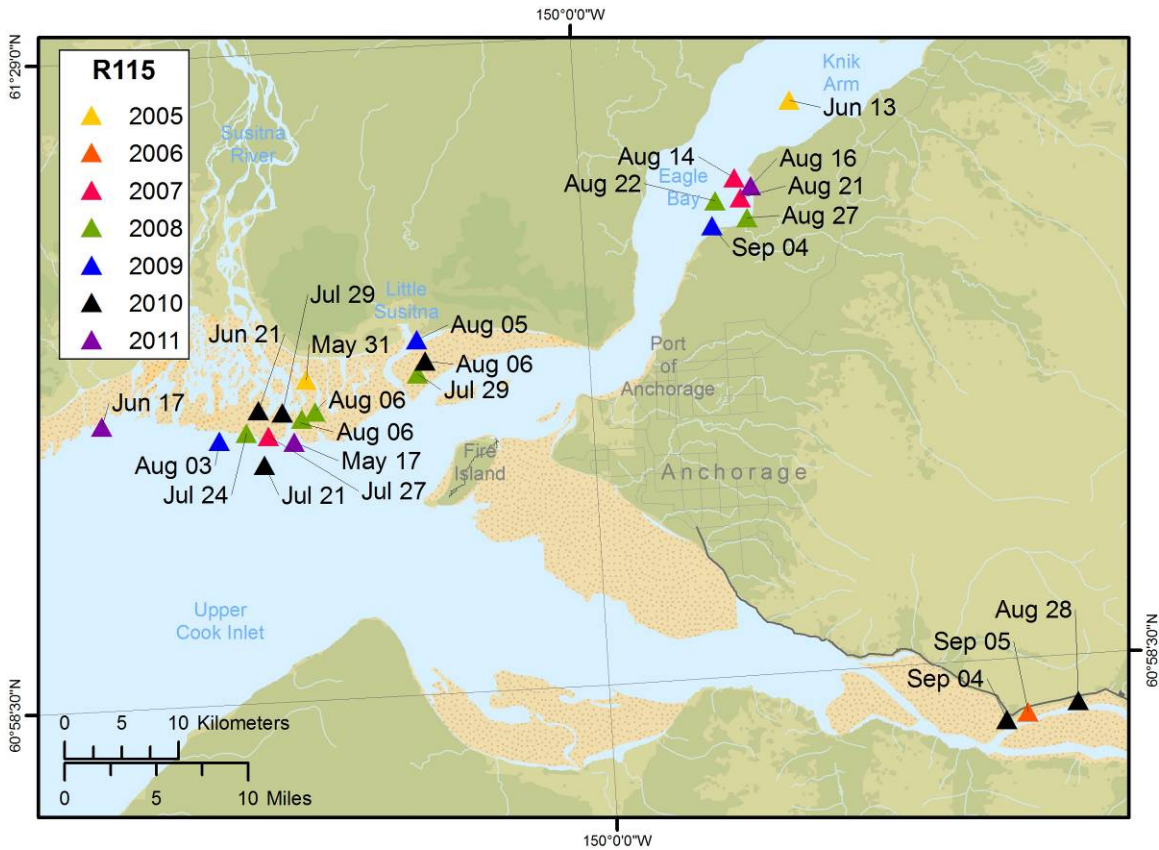 150°0'0"W
61°29'0"N
R115
2005
2006
2007
2008
2009
2010
2011
Susitna
River
Knik
Arm
Jun 13
Aug 14
Eagle
Bay
Aug 16
Aug 22
Aug 21
Aug 27
Sep 04
Jul 29
Little
Susitna
Jun 21
May 31
Aug 05
Aug 06
Jul 29
Port
of
Anchorage
Jun 17
Aug 06
Aug 06
Aug 03
May 17
Jul 24
Jul 21
Jul 27
Fire
Island
Anchorage
Upper
Cook Inlet
Aug 28
Sep 05
Sep 04
60°58'30"N
60°58'30"N
0 5 10 Kilometers
0 5 10 Miles
150°0'0"W